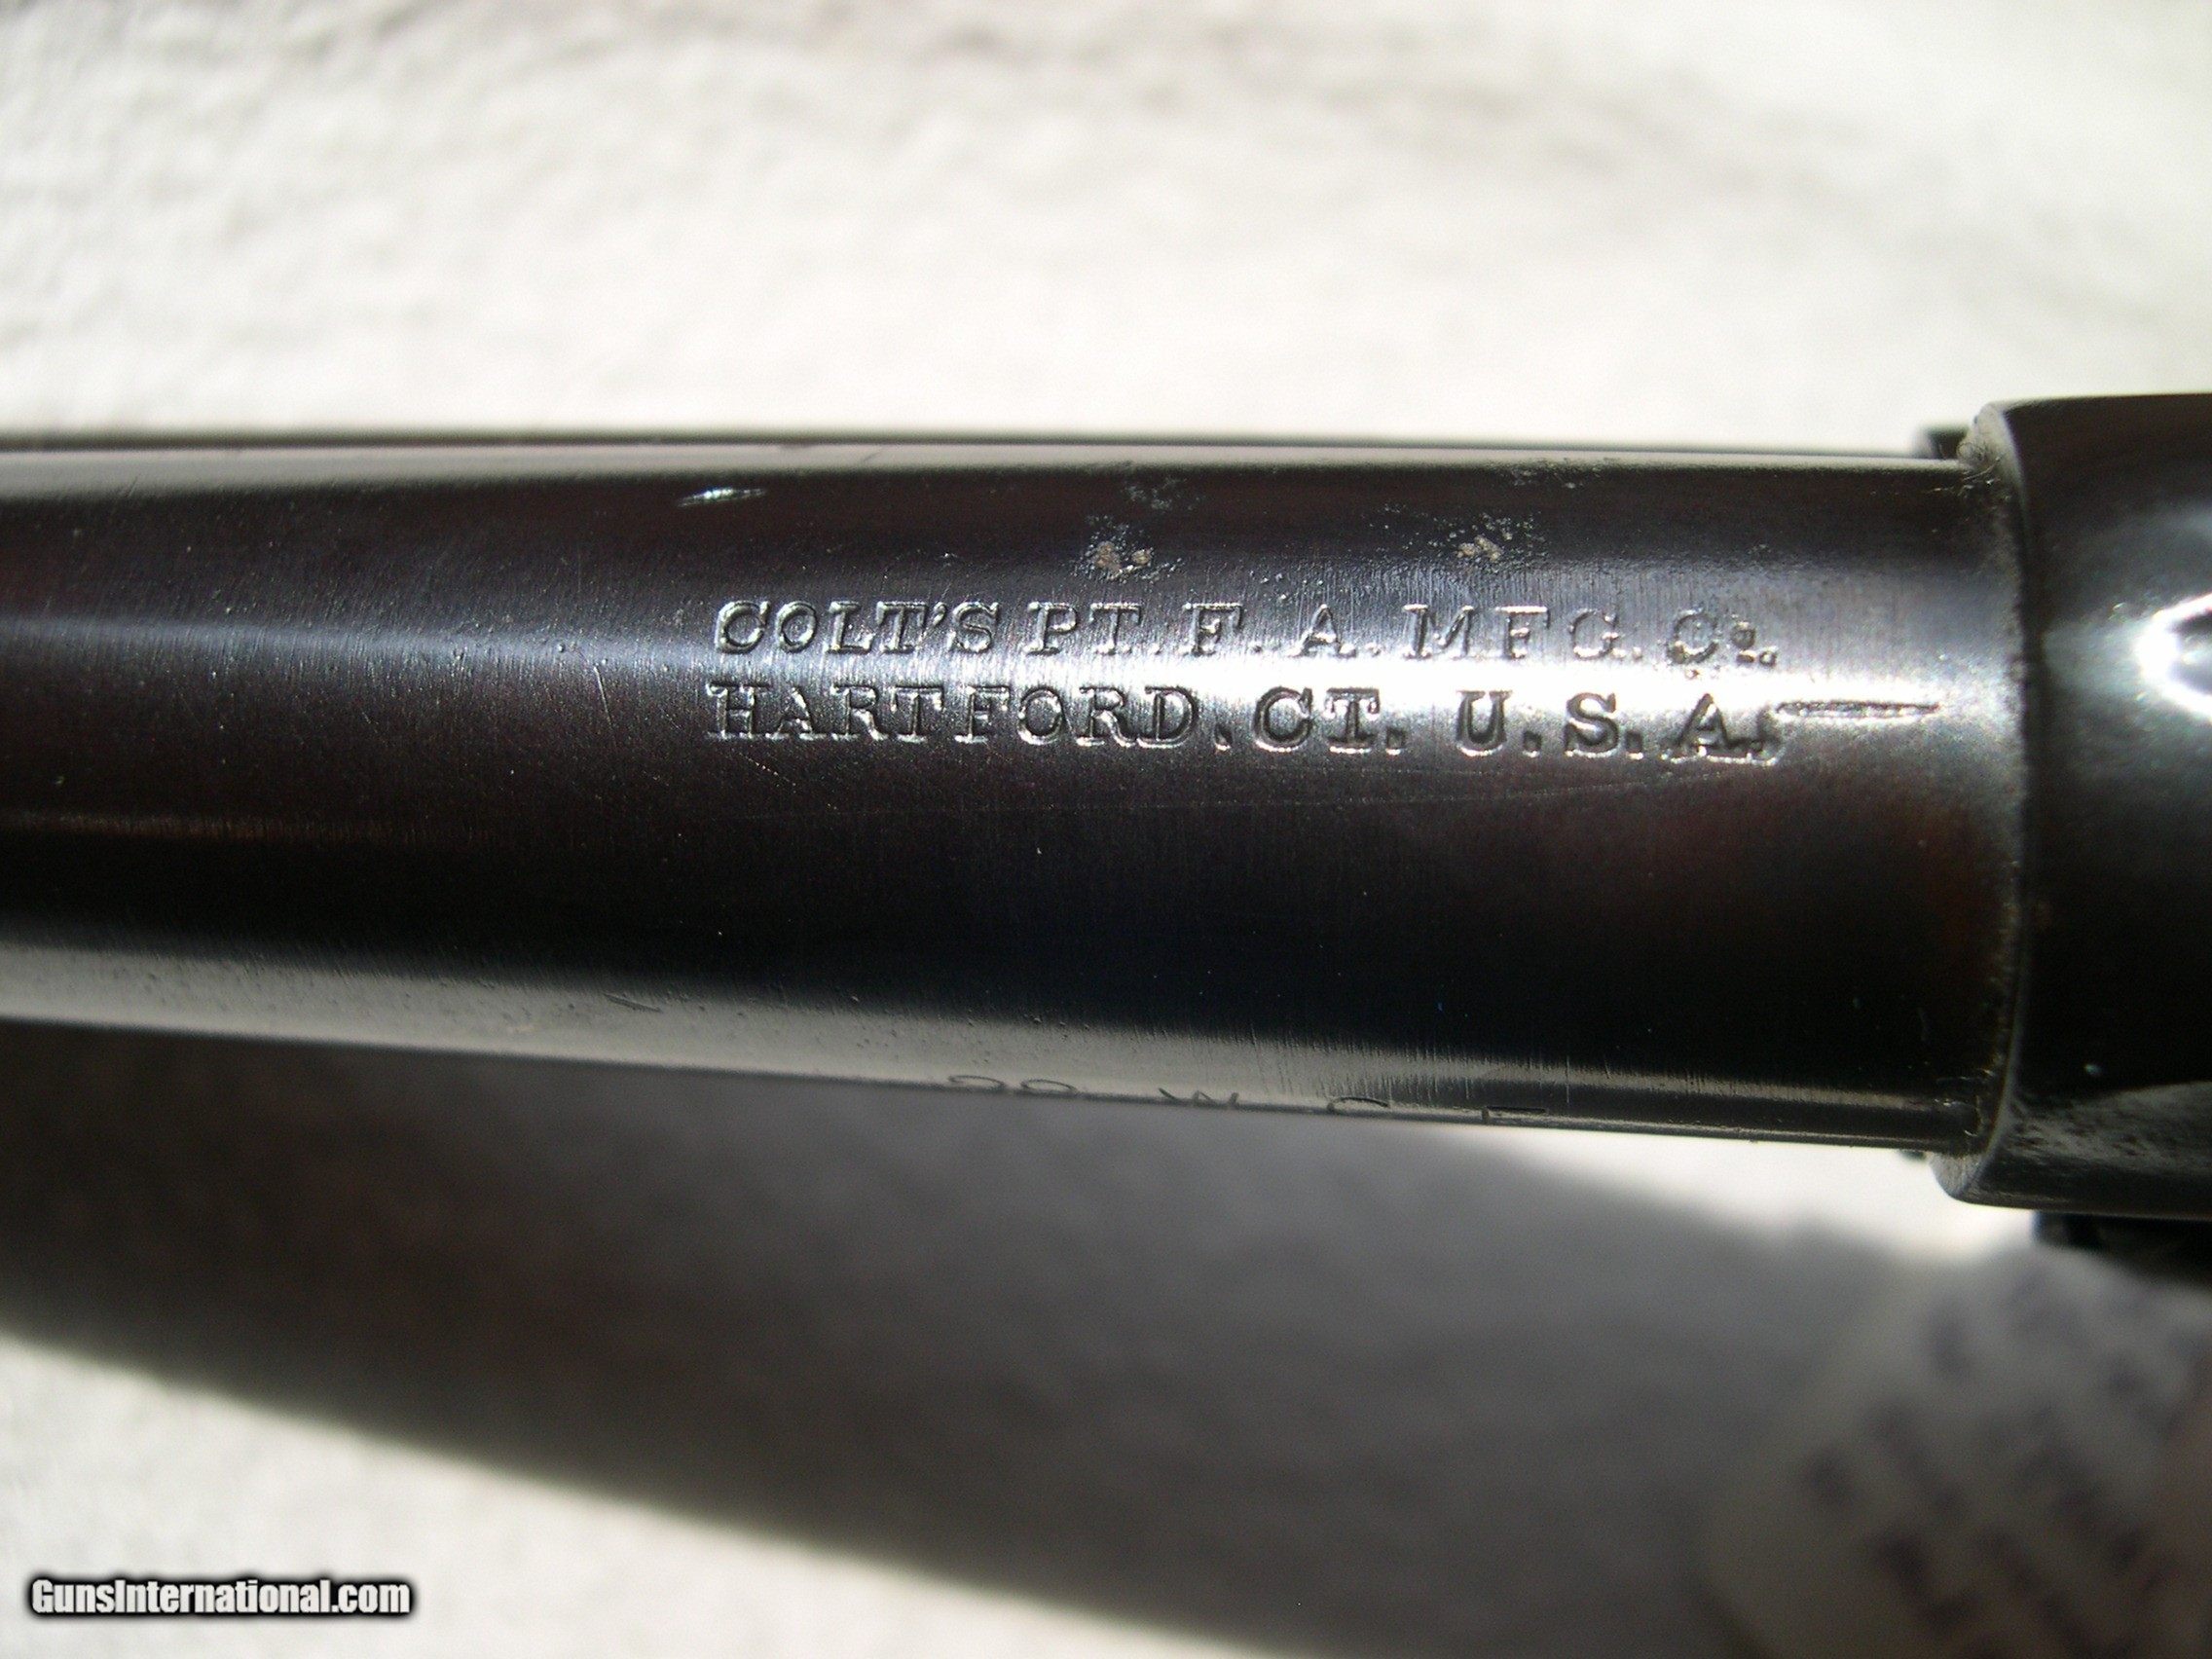 COLT'S PT. F. A. MFG. Co.
HARTFORD, CT. U.S.A.
GunsInternational.com